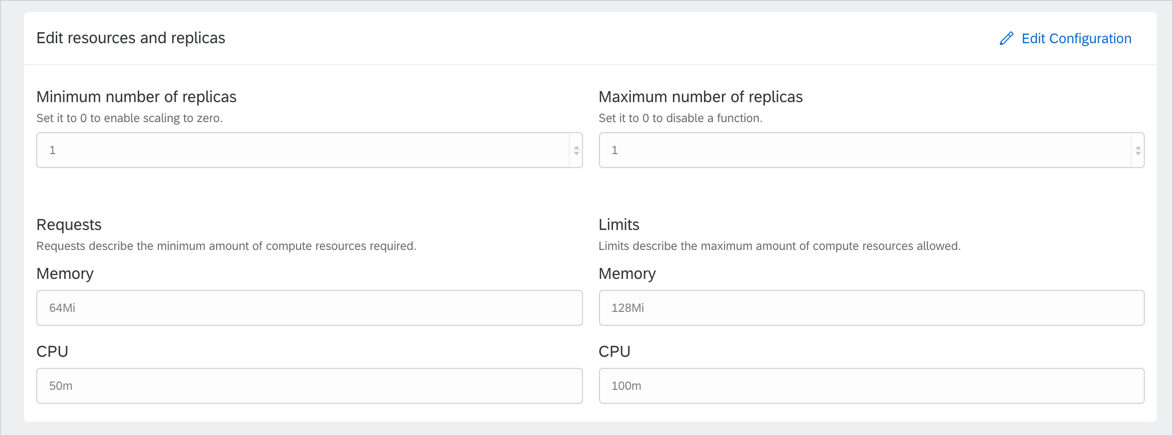 Edit resources and replicas
Edit Configuration
Minimum number of replicas
Set it to 0 to enable scaling to zero.
1
Maximum number of replicas
Set it to 0 to disable a function.
1
Requests
Requests describe the minimum amount of compute resources required.
Memory
64Mi
CPU
50m
Limits
Limits describe the maximum amount of compute resources allowed.
Memory
128Mi
CPU
100m